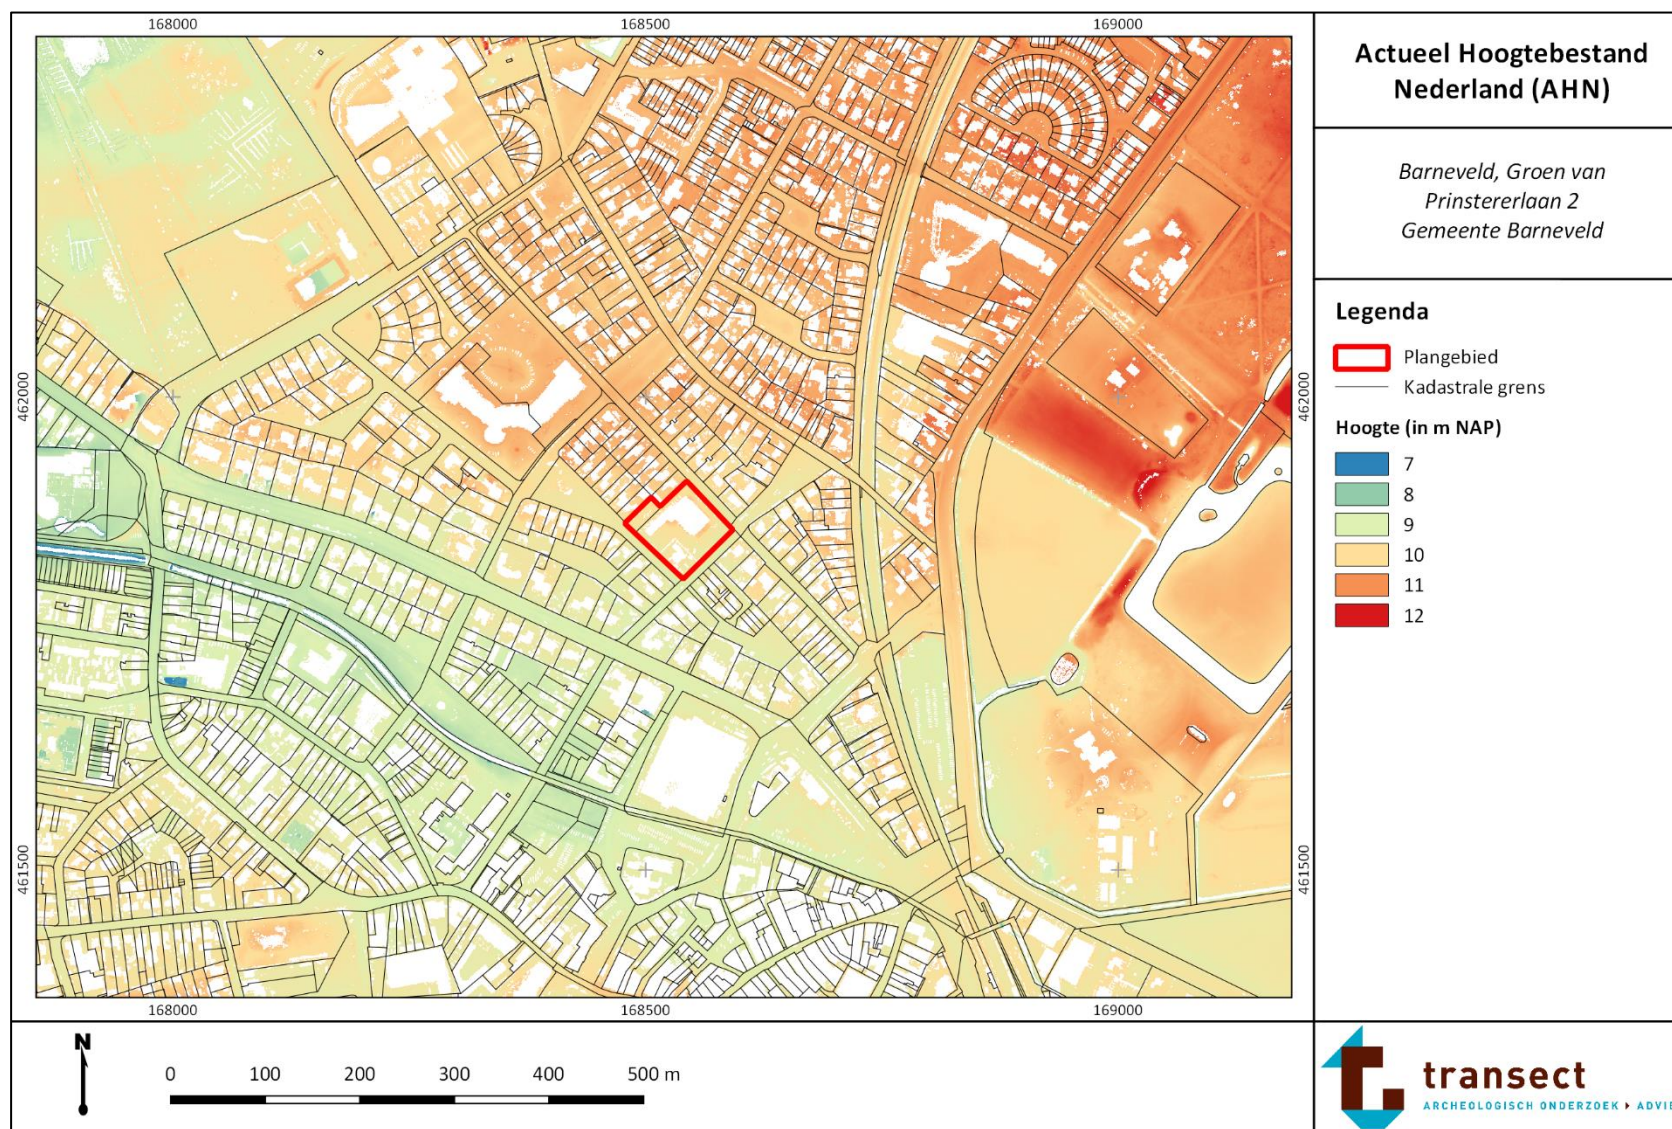 168000 168500 169000
462000 462000
461500 461500
168000 168500 169000
Actueel Hoogtebestand
Nederland (AHN)
Barneveld, Groen van
Prinstererlaan 2
Gemeente Barneveld
Legenda
Plangebied
Kadastrale grens
Hoogte (in m NAP)
7
8
9
10
11
12
N
0 100 200 300 400 500 m
transect
ARCHEOLOGISCH ONDERZOEK ADVIE